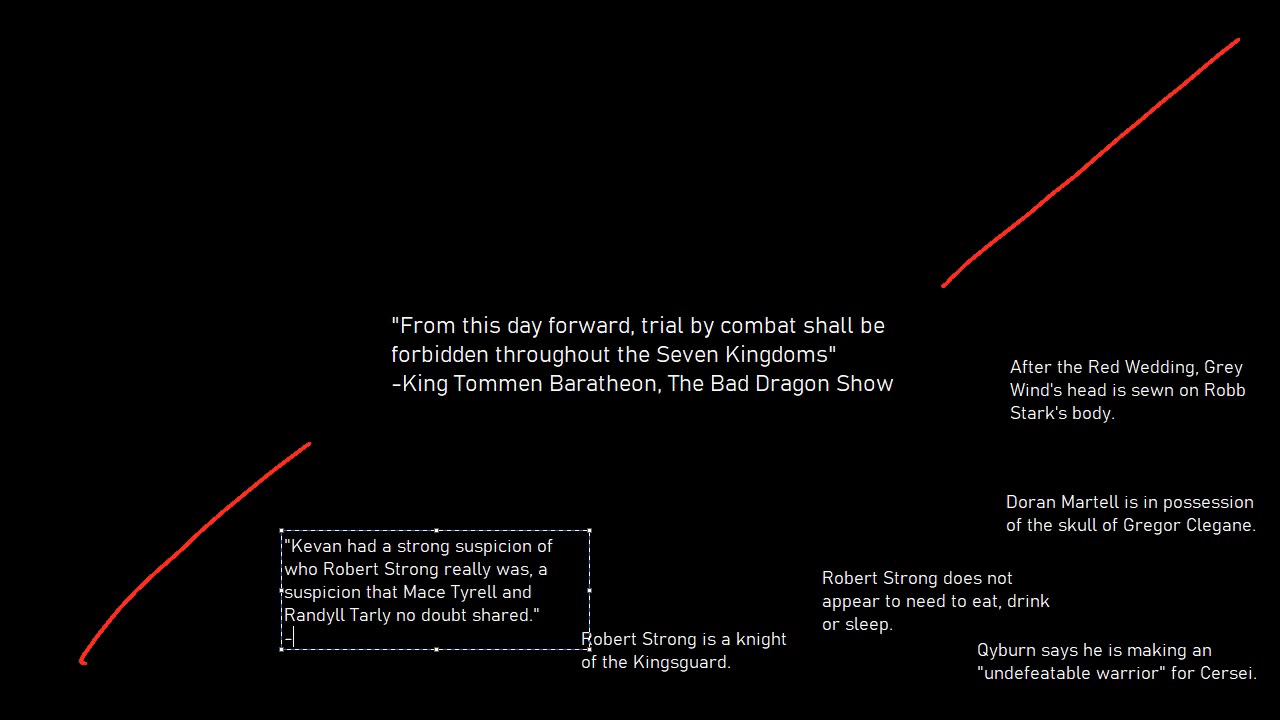 "From this day forward, trial by combat shall be
forbidden throughout the Seven Kingdoms"
-King Tommen Baratheon, The Bad Dragon Show
After the Red Wedding, Grey
Wind's head is sewn on Robb
Stark's body.
Doran Martell is in possession
of the skull of Gregor Clegane.
"Kevan had a strong suspicion of
who Robert Strong really was, a
suspicion that Mace Tyrell and
Randyll Tarly no doubt shared."
-
Robert Strong does not
appear to need to eat, drink
or sleep.
Robert Strong is a knight
of the Kingsguard.
Qyburn says he is making an
"undefeatable warrior" for Cersei.